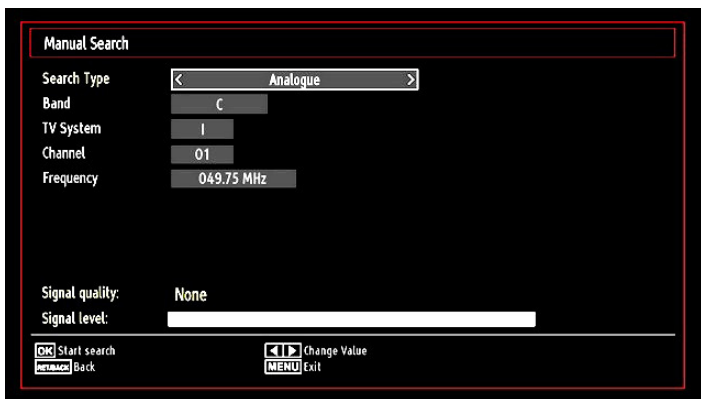 Manual Search
Search Type < Analogue >
Band C
TV System I
Channel 01
Frequency 049.75 MHz
Signal quality: None
Signal level:
OK Start search ◀ ▶ Change Value
RET/BACK Back MENU Exit